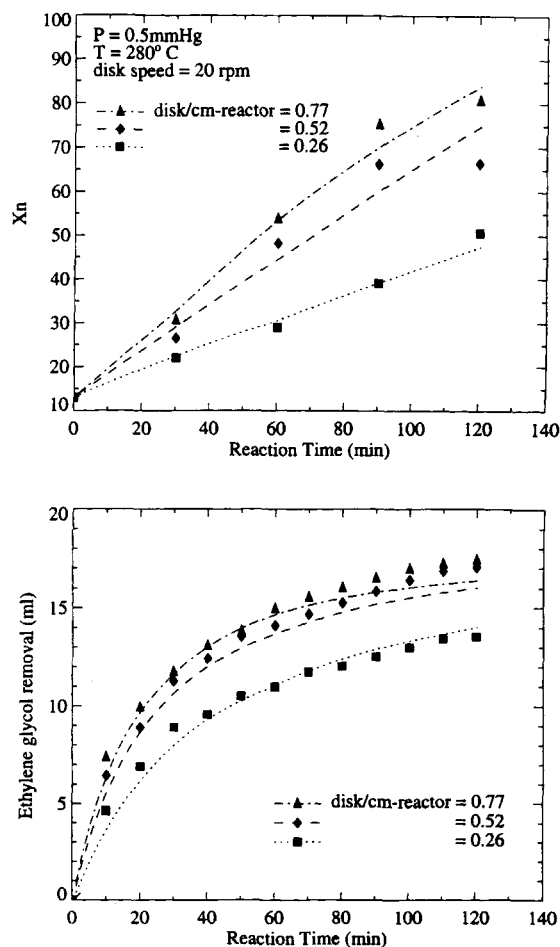 P = 0.5mmHg
T = 280° C
disk speed = 20 rpm
disk/cm-reactor = 0.77
= 0.52
= 0.26
100
90
80
70
60
50
40
30
20
10
Xn
0 20 40 60 80 100 120 140
Reaction Time (min)
20
15
10
5
0
Ethylene glycol removal (ml)
disk/cm-reactor = 0.77
= 0.52
= 0.26
0 20 40 60 80 100 120 140
Reaction Time (min)